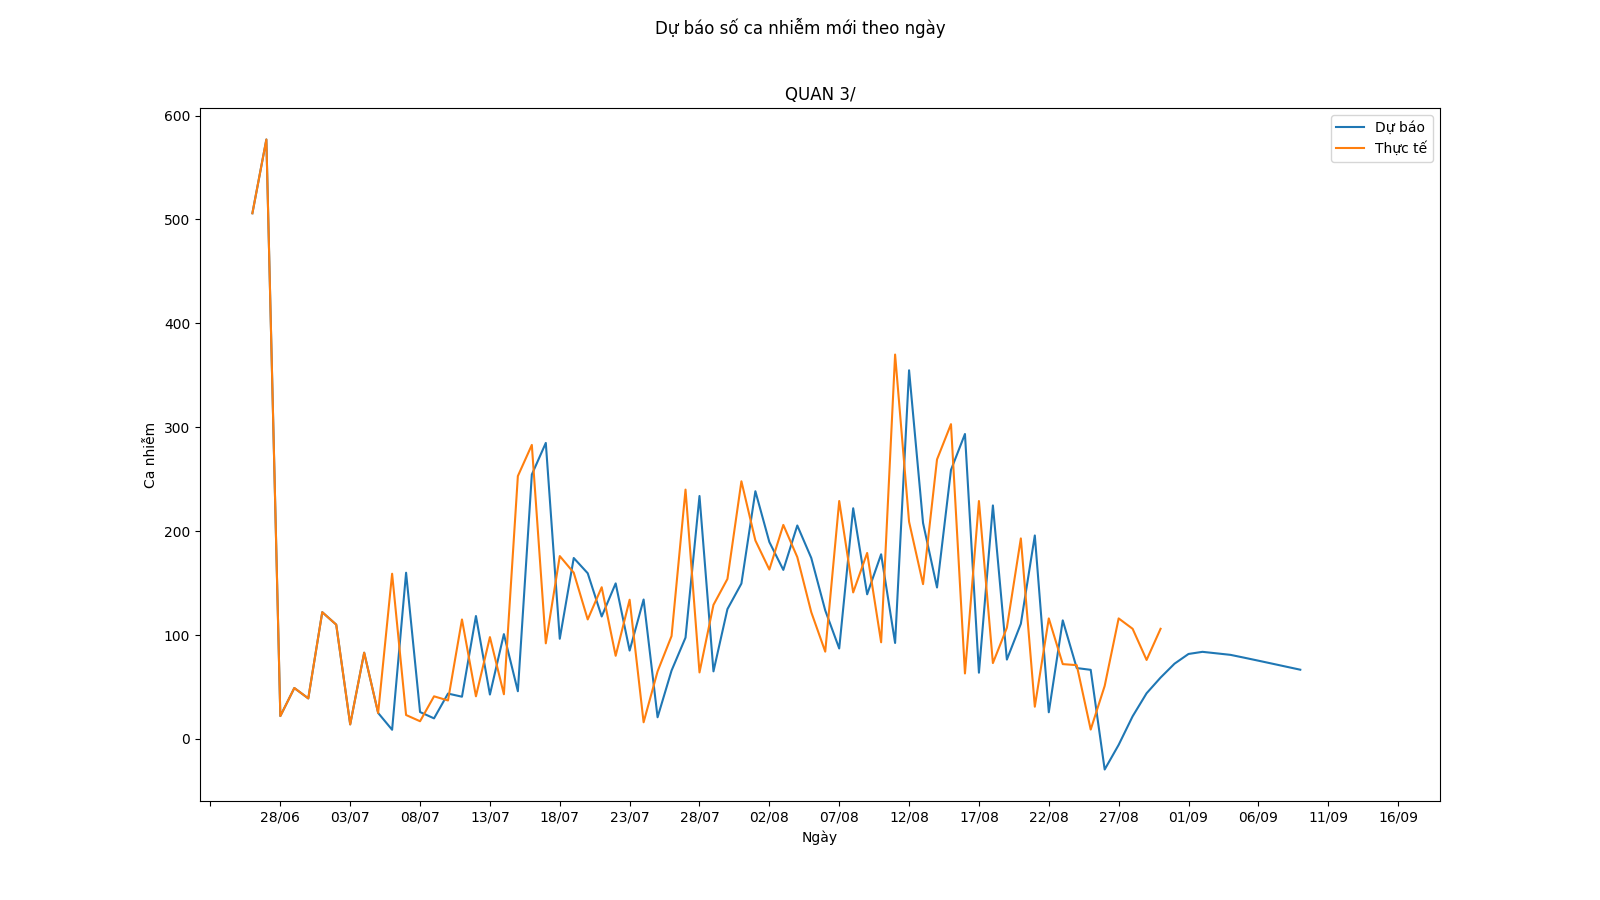 Dự báo số ca nhiễm mới theo ngày
QUAN 3/
Dự báo
Thực tế
600
500
400
300
200
100
0
Ca nhiễm
28/06 03/07 08/07 13/07 18/07 23/07 28/07 02/08 07/08 12/08 17/08 22/08 27/08 01/09 06/09 11/09 16/09
Ngày